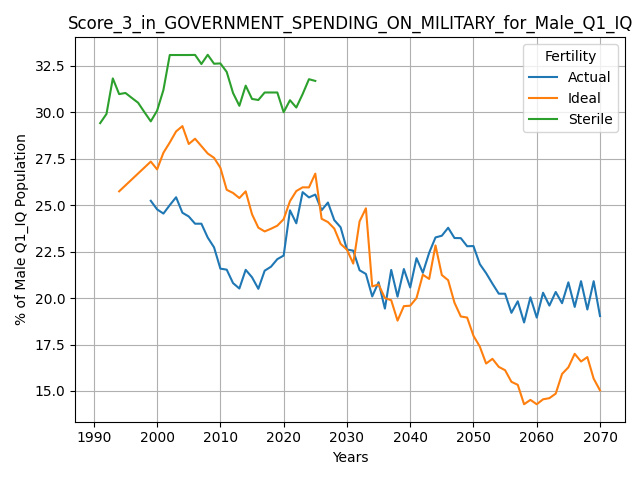 Score_3_in_GOVERNMENT_SPENDING_ON_MILITARY_for_Male_Q1_IQ
Fertility
Actual
Ideal
Sterile
% of Male Q1_IQ Population
32.5
30.0
27.5
25.0
22.5
20.0
17.5
15.0
1990 2000 2010 2020 2030 2040 2050 2060 2070
Years